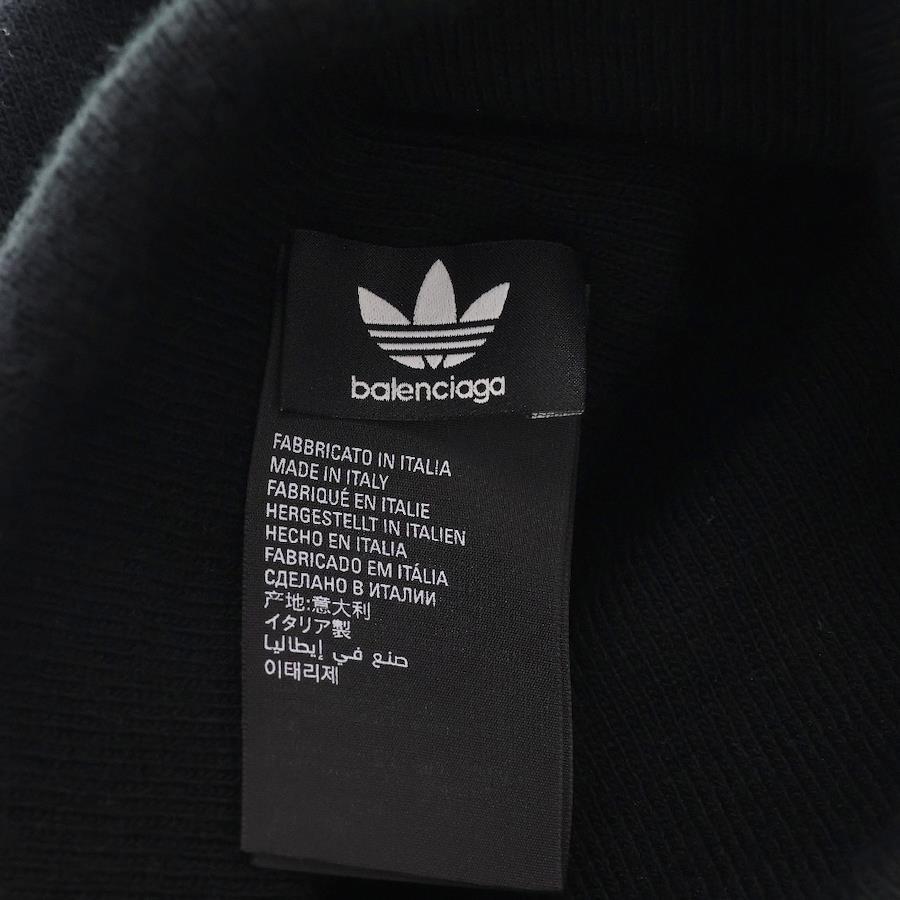 balenciaga
FABBRICATO IN ITALIA
MADE IN ITALY
FABRIQUÉ EN ITALIE
HERGESTELLT IN ITALIEN
HECHO EN ITALIA
FABRICADO EM ITÁLIA
СДЕЛАНО В ИТАЛИИ
产地:意大利
イタリア製
صنع في إيطاليا
이태리제